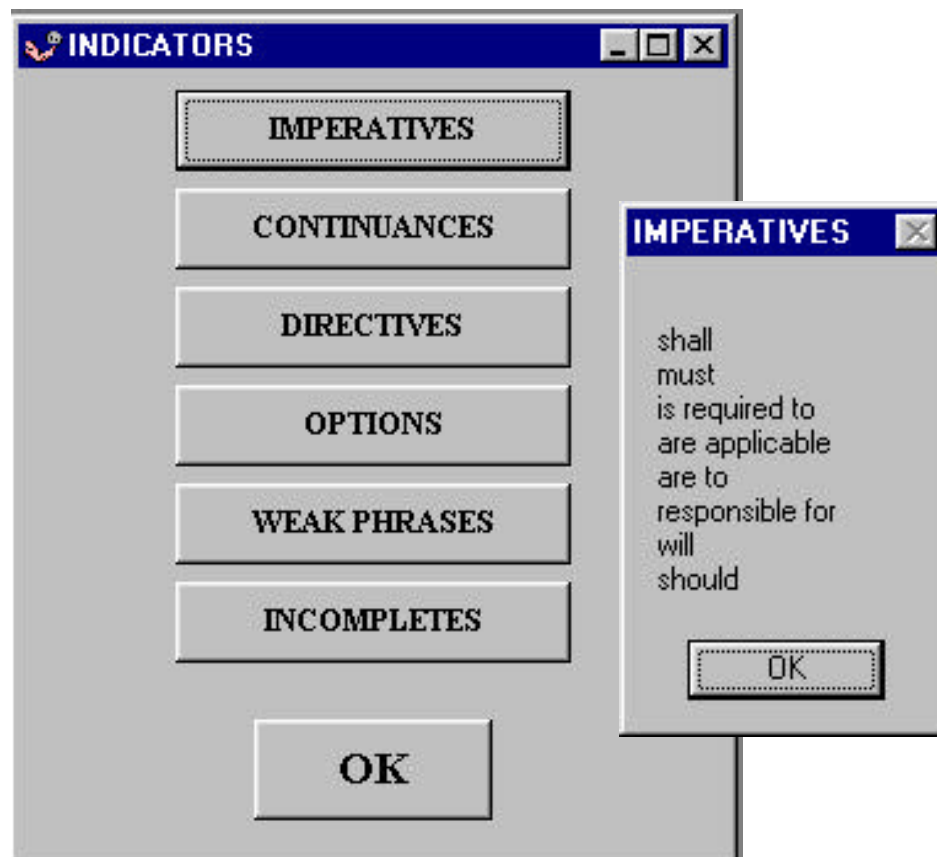 INDICATORS
IMPERATIVES
CONTINUANCES
DIRECTIVES
OPTIONS
WEAK PHRASES
INCOMPLETES
OK
IMPERATIVES
shall
must
is required to
are applicable
are to
responsible for
will
should
OK